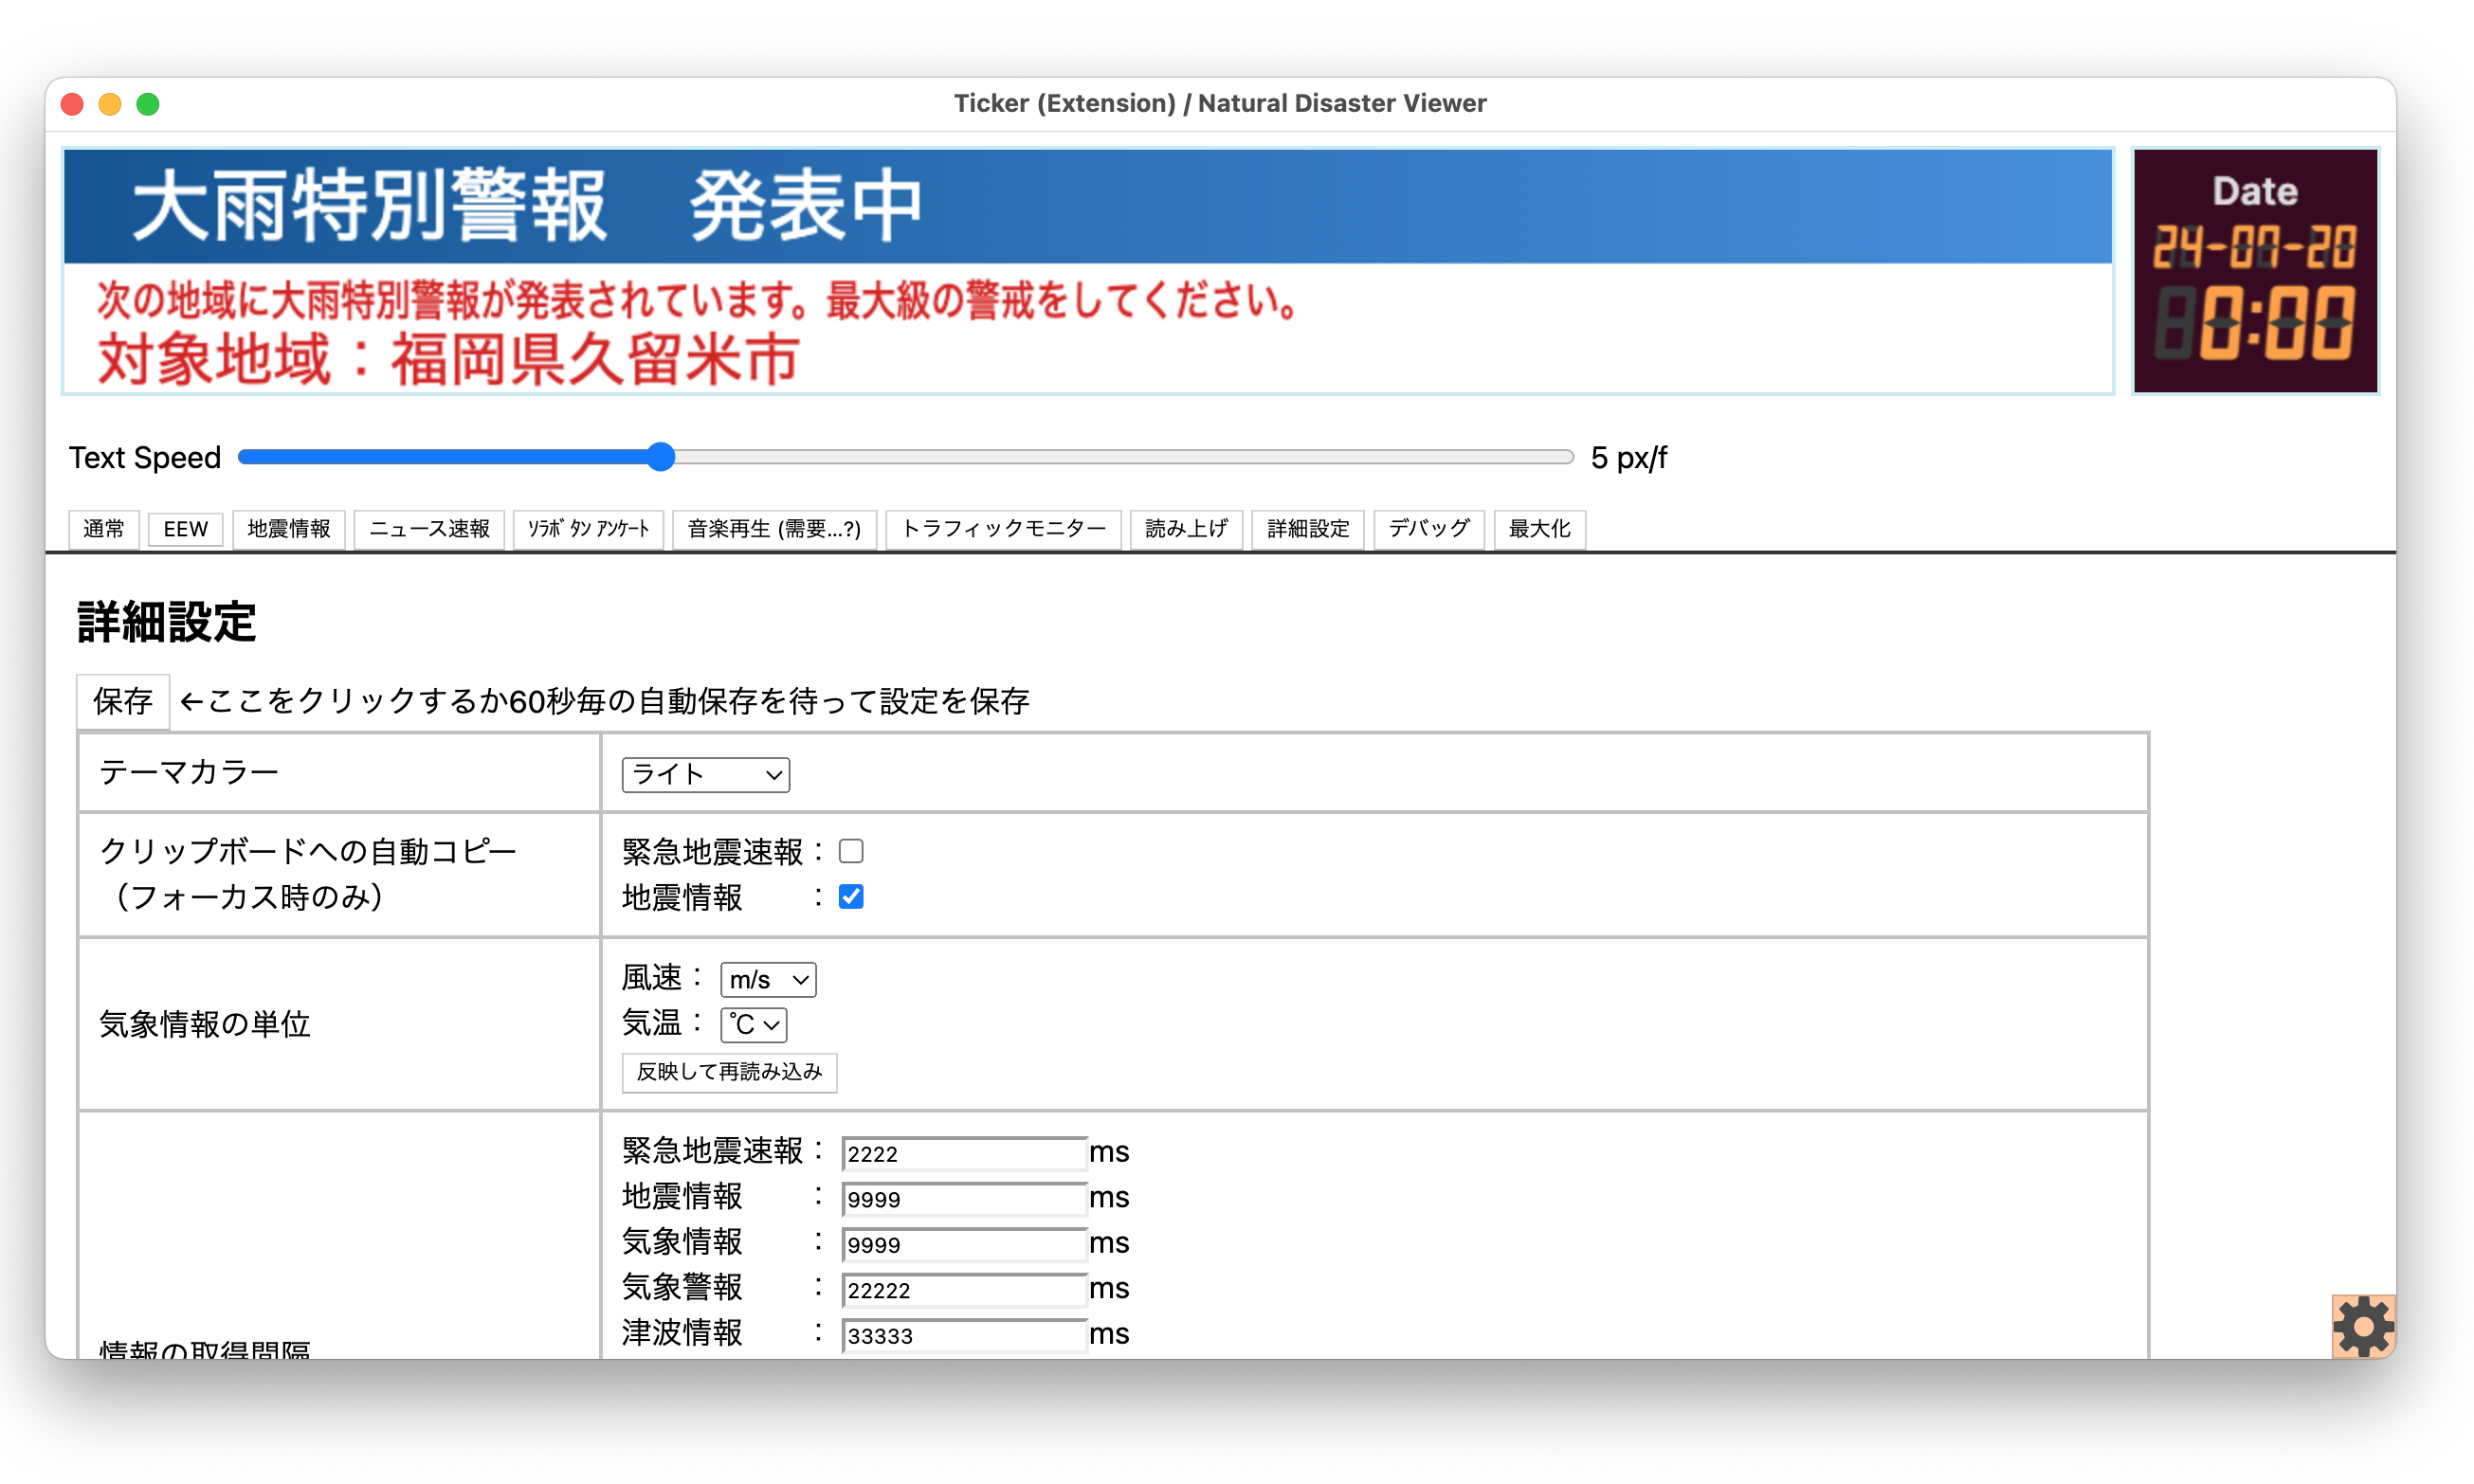 Ticker (Extension) / Natural Disaster Viewer
大雨特別警報　発表中
次の地域に大雨特別警報が発表されています。最大級の警戒をしてください。
対象地域：福岡県久留米市
Date
24-07-20
0:00
Text Speed 5 px/f
通常 EEW 地震情報 ニュース速報 ｿﾗﾎﾞﾀﾝ ｱﾝｹｰﾄ 音楽再生 (需要...?) トラフィックモニター 読み上げ 詳細設定 デバッグ 最大化
詳細設定
保存 ←ここをクリックするか60秒毎の自動保存を待って設定を保存
テーマカラー ライト
クリップボードへの自動コピー
（フォーカス時のみ）
緊急地震速報：
地震情報　　：
気象情報の単位
風速： m/s
気温： ℃
反映して再読み込み
情報の取得間隔
緊急地震速報： 2222 ms
地震情報　　： 9999 ms
気象情報　　： 9999 ms
気象警報　　： 22222 ms
津波情報　　： 33333 ms